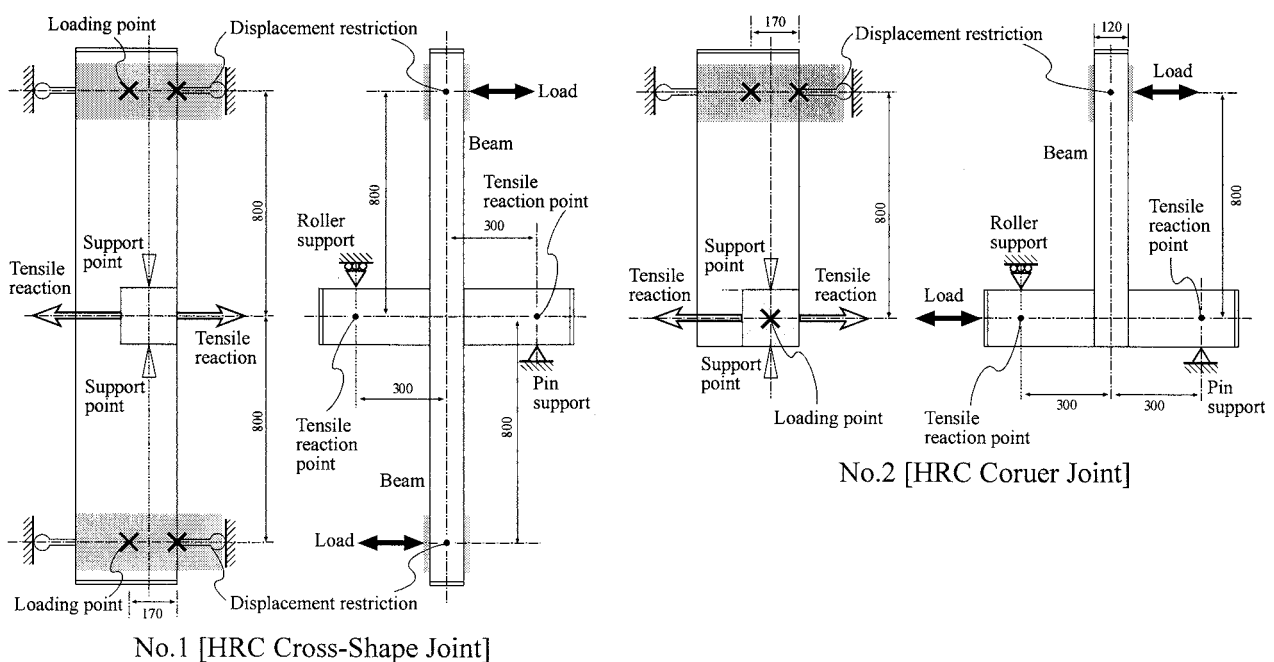 Loading point
Displacement restriction
Load
Beam
800
800
Tensile
reaction point
300
Roller
support
Support
point
Tensile
reaction
Tensile
reaction
Support
point
800
300
Tensile
reaction
point
Pin
support
800
Beam
Load
Loading point
170
Displacement restriction
No.1 [HRC Cross-Shape Joint]
170
Displacement restriction
120
Load
Beam
800
800
Tensile
reaction
point
Roller
support
Support
point
Tensile
reaction
Tensile
reaction
Load
Support
point
Loading point
Tensile
reaction point
300
300
Pin
support
No.2 [HRC Coruer Joint]